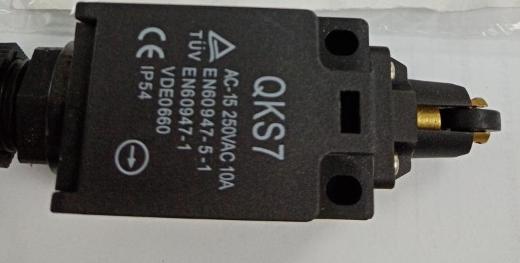 QKS7
AC-15 250VAC 10A
TÜV EN60947-5-1
EN60947-1
VDE0660
CE IP54